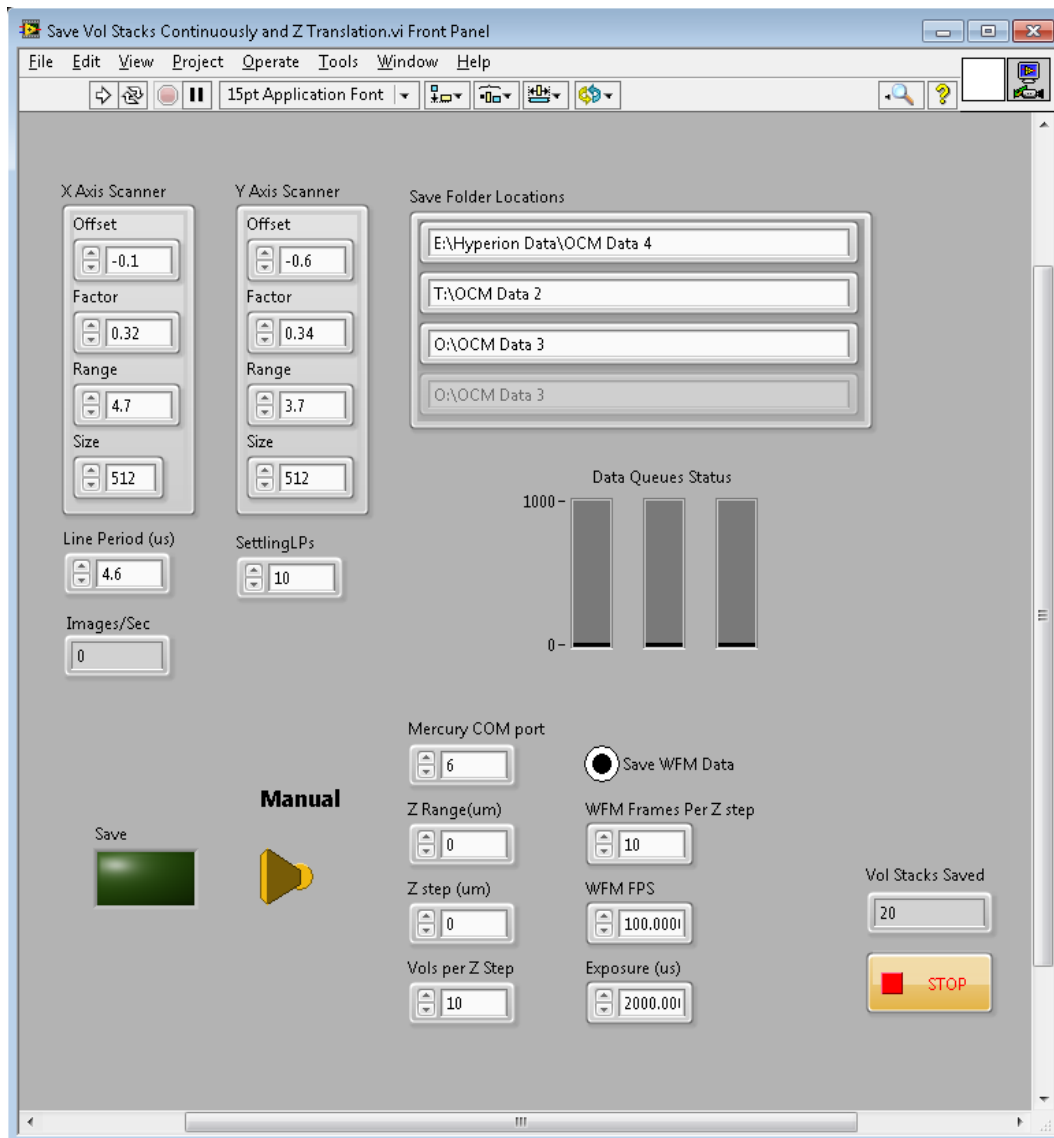 Save Vol Stacks Continuously and Z Translation.vi Front Panel
File Edit View Project Operate Tools Window Help
15pt Application Font
X Axis Scanner
Offset
-0.1
Factor
0.32
Range
4.7
Size
512
Y Axis Scanner
Offset
-0.6
Factor
0.34
Range
3.7
Size
512
Save Folder Locations
E:\Hyperion Data\OCM Data 4
T:\OCM Data 2
O:\OCM Data 3
O:\OCM Data 3
Line Period (us)
4.6
SettlingLPs
10
Images/Sec
0
Data Queues Status
1000
0
Save
Manual
Mercury COM port
6
Z Range(um)
0
Z step (um)
0
Vols per Z Step
10
Save WFM Data
WFM Frames Per Z step
10
WFM FPS
100.000
Exposure (us)
2000.00
Vol Stacks Saved
20
STOP